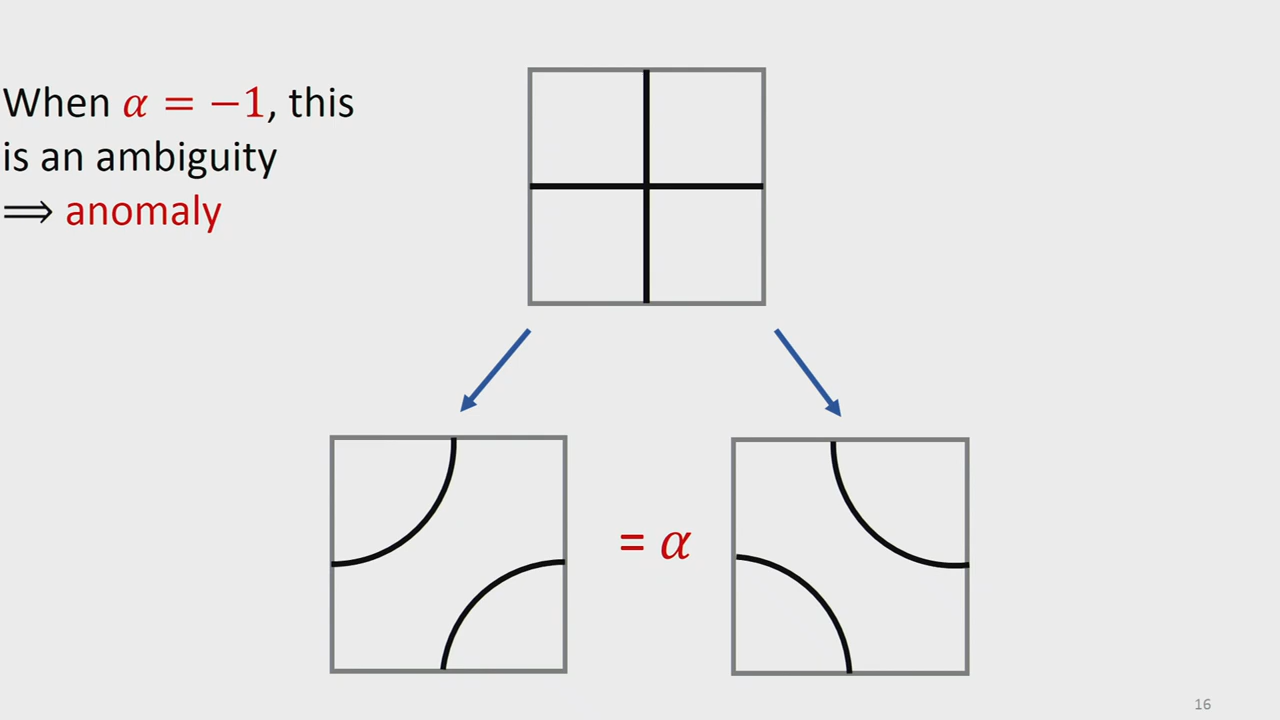 When α = −1, this
is an ambiguity
⟹ anomaly
= α
16